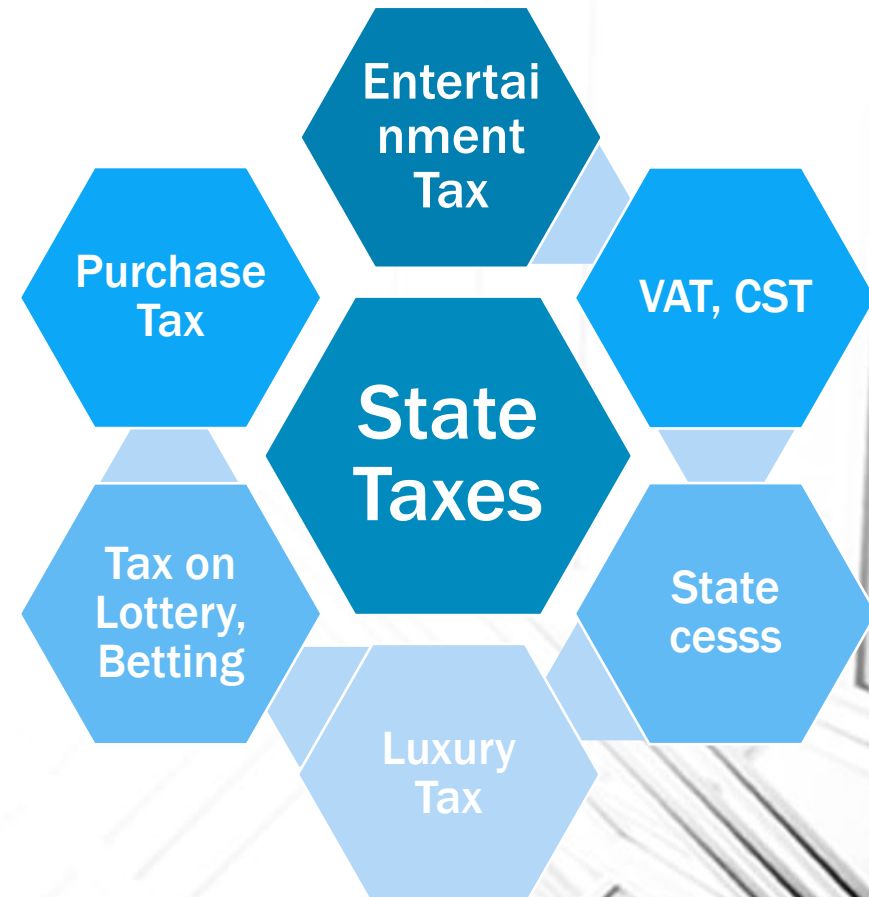 Entertai
nment
Tax
Purchase
Tax
VAT, CST
State
Taxes
Tax on
Lottery,
Betting
State
cesss
Luxury
Tax